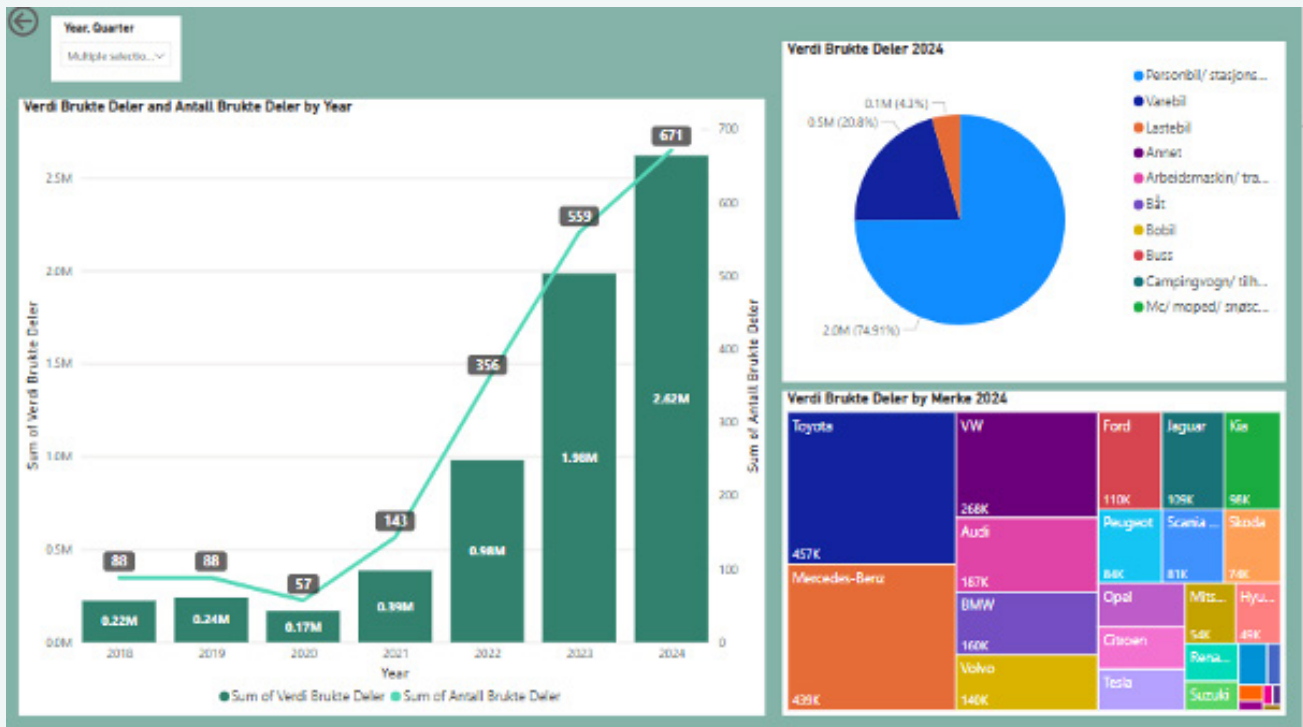 Year, Quarter
Multiple selectio...
Verdi Brukte Deler and Antall Brukte Deler by Year
Sum of Verdi Brukte Deler
2.5M
2.0M
1.5M
1.0M
0.5M
0.0M
88
88
57
143
356
559
671
0.22M
0.24M
0.17M
0.39M
0.98M
1.98M
2.62M
700
600
500
400
300
200
100
0
Sum of Antall Brukte Deler
2018 2019 2020 2021 2022 2023 2024
Year
Sum of Verdi Brukte Deler Sum of Antall Brukte Deler
Verdi Brukte Deler 2024
0.1M (4.3%)
0.5M (20.8%)
2.0M (74.91%)
Personbil/ stasjons...
Varebil
Lastebil
Annet
Arbeidsmaskin/ tra...
Båt
Bobil
Buss
Campingvogn/ tilh...
Mc/ moped/ snøsc...
Verdi Brukte Deler by Merke 2024
Toyota
457K
Mercedes-Benz
439K
VW
268K
Audi
187K
BMW
160K
Volvo
140K
Ford
110K
Jaguar
109K
Kia
98K
Peugeot
84K
Scania ...
81K
Skoda
74K
Opal
Citroen
Tesla
Mits...
54K
Hyu...
49K
Rena...
Suzuki